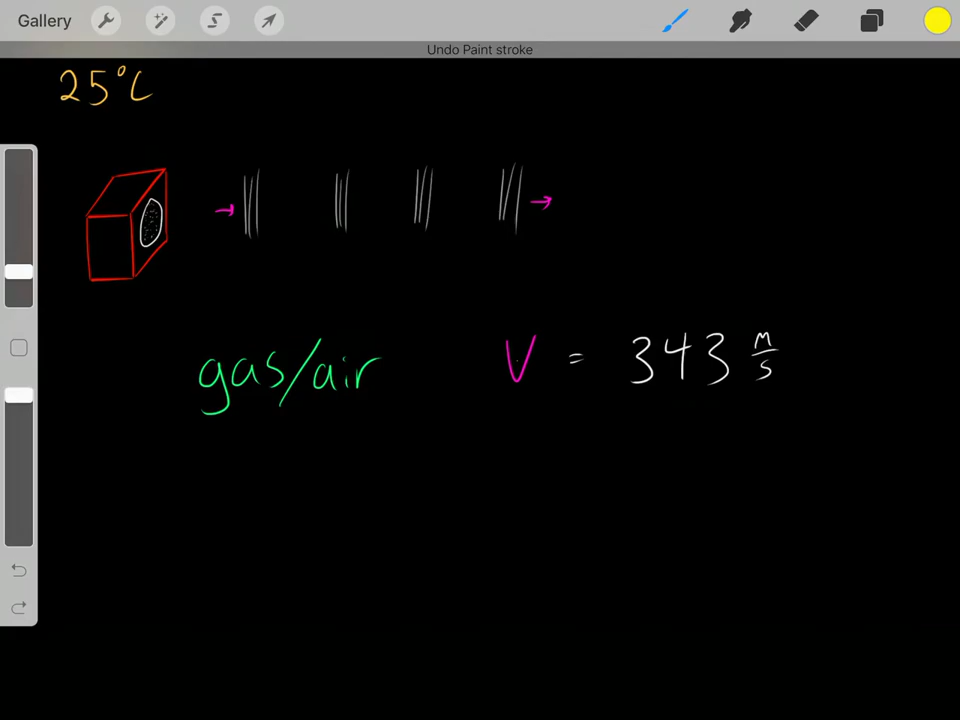 Gallery
Undo Paint stroke
25°C
gas/air
V = 343 m/s